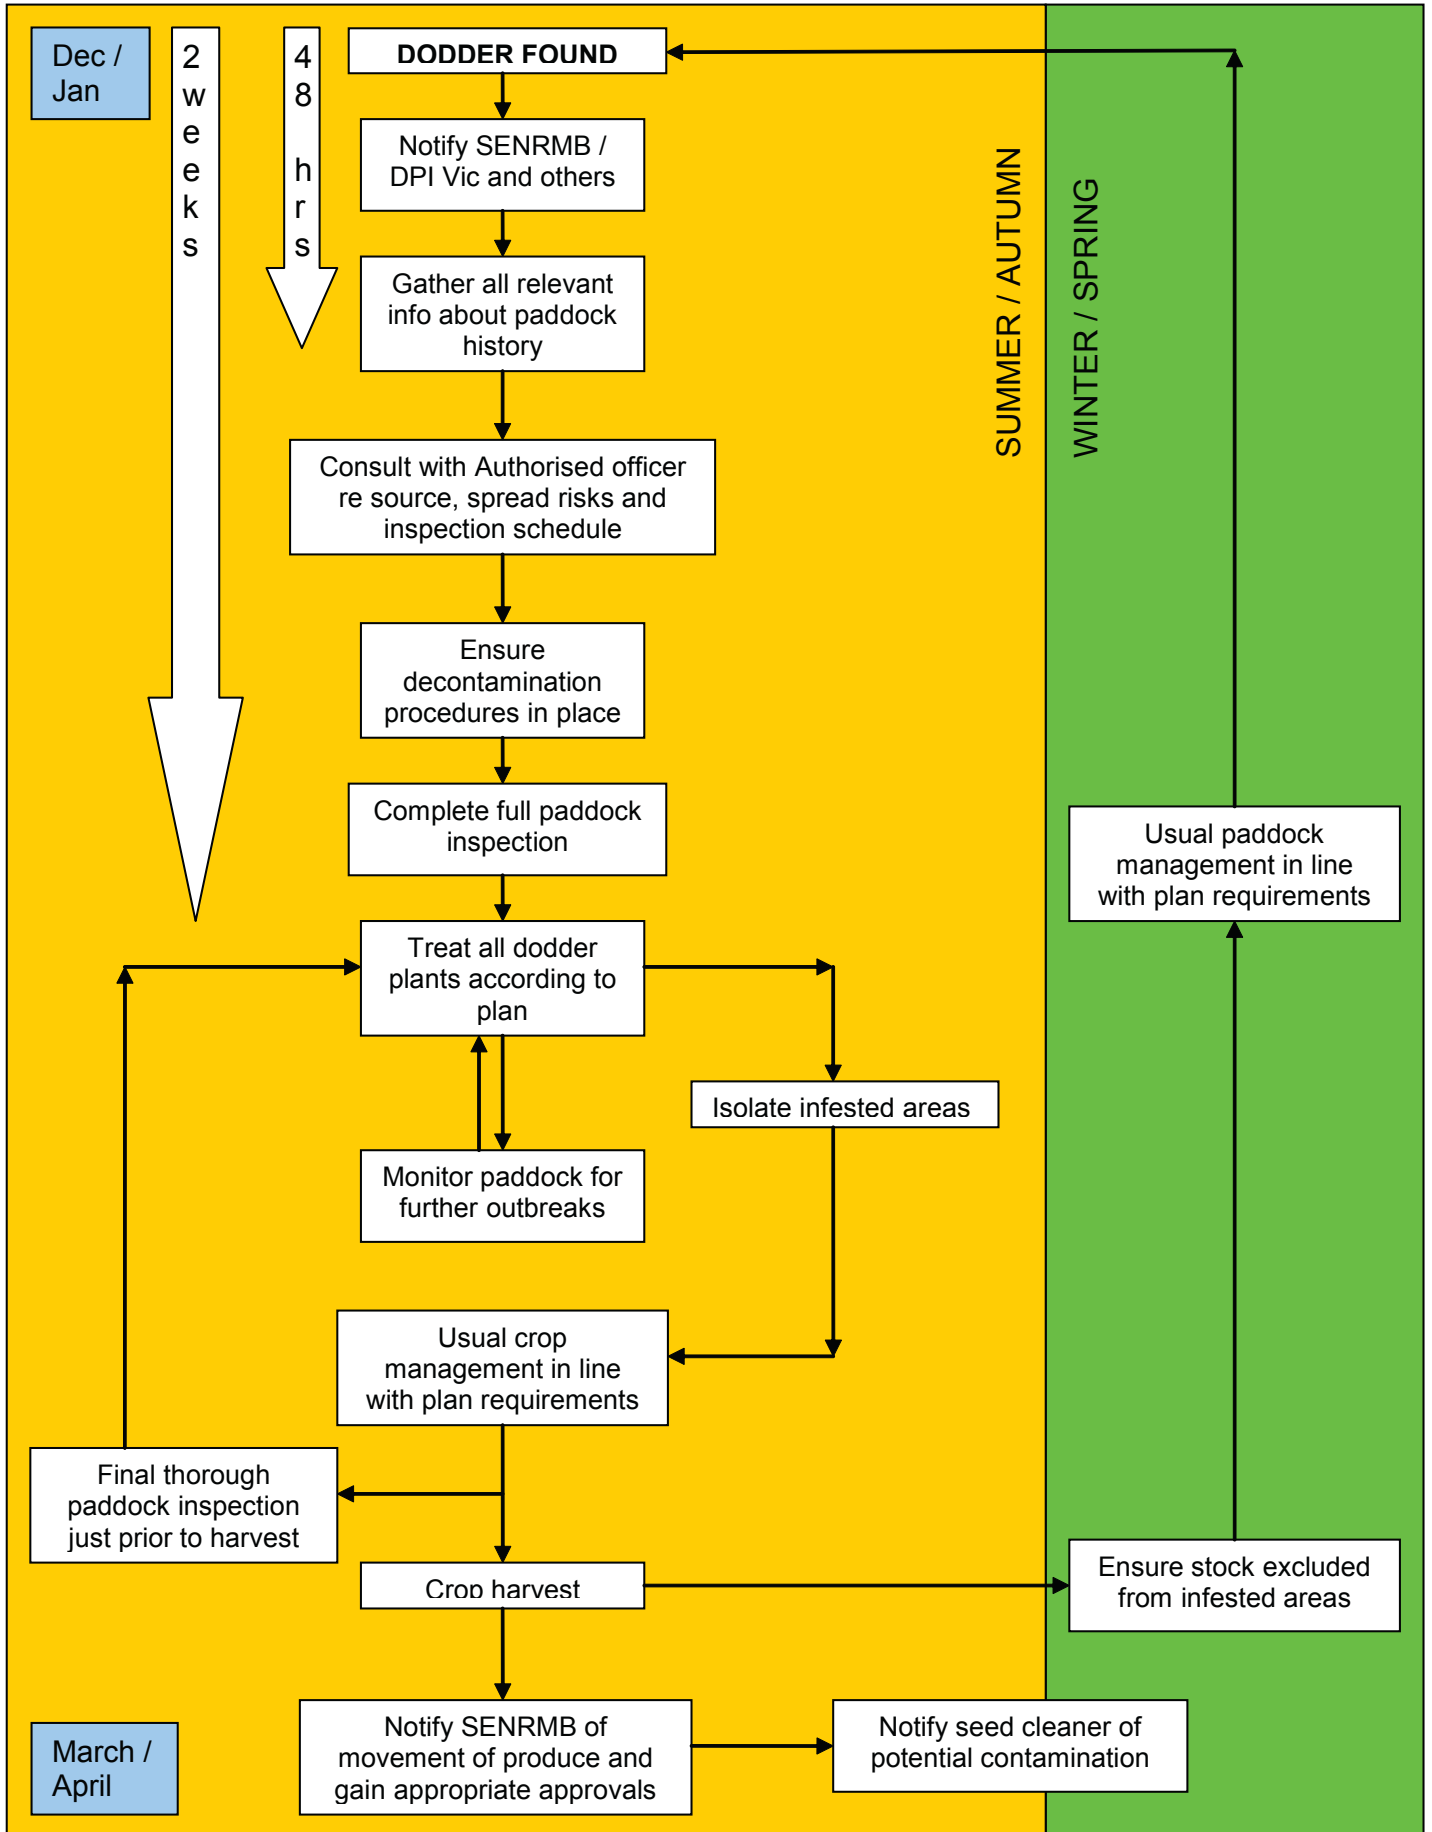 Dec /
Jan
2
w
e
e
k
s
4
8
h
r
s
DODDER FOUND
Notify SENRMB /
DPI Vic and others
Gather all relevant
info about paddock
history
Consult with Authorised officer
re source, spread risks and
inspection schedule
Ensure
decontamination
procedures in place
Complete full paddock
inspection
Treat all dodder
plants according to
plan
Isolate infested areas
Monitor paddock for
further outbreaks
Usual crop
management in line
with plan requirements
Final thorough
paddock inspection
just prior to harvest
Crop harvest
Notify SENRMB of
movement of produce and
gain appropriate approvals
Notify seed cleaner of
potential contamination
March /
April
SUMMER / AUTUMN
WINTER / SPRING
Usual paddock
management in line
with plan requirements
Ensure stock excluded
from infested areas